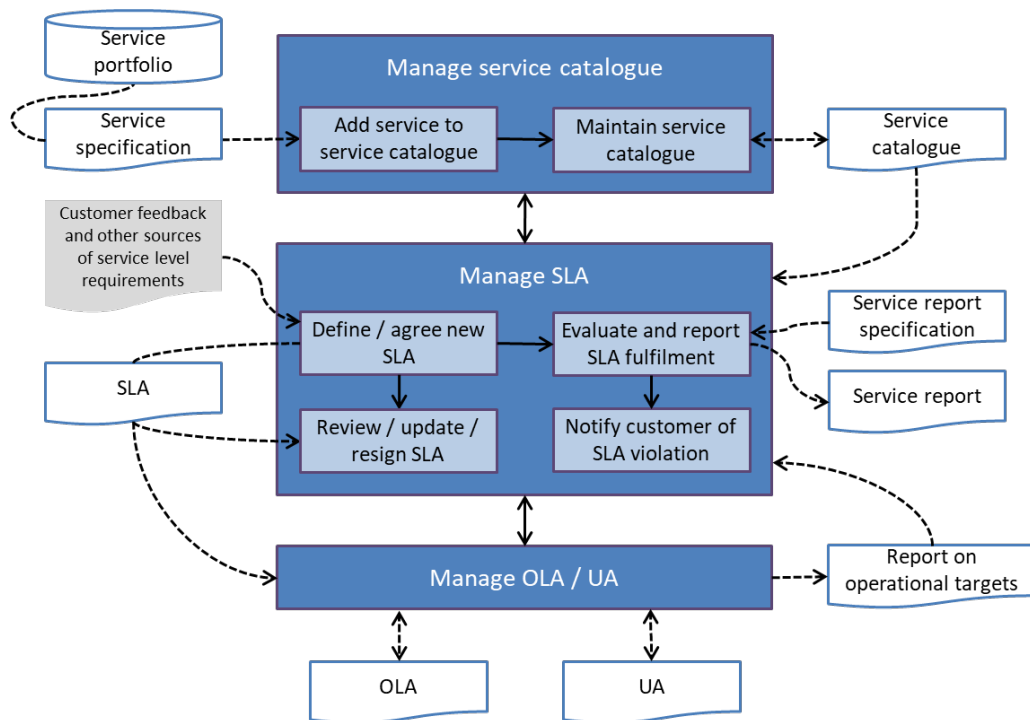 Service
portfolio
Manage service catalogue
Service
specification
Add service to
service catalogue
Maintain service
catalogue
Service
catalogue
Customer feedback
and other sources
of service level
requirements
Manage SLA
Define / agree new
SLA
Evaluate and report
SLA fulfilment
Service report
specification
SLA
Service report
Review / update /
resign SLA
Notify customer of
SLA violation
Manage OLA / UA
Report on
operational targets
OLA
UA